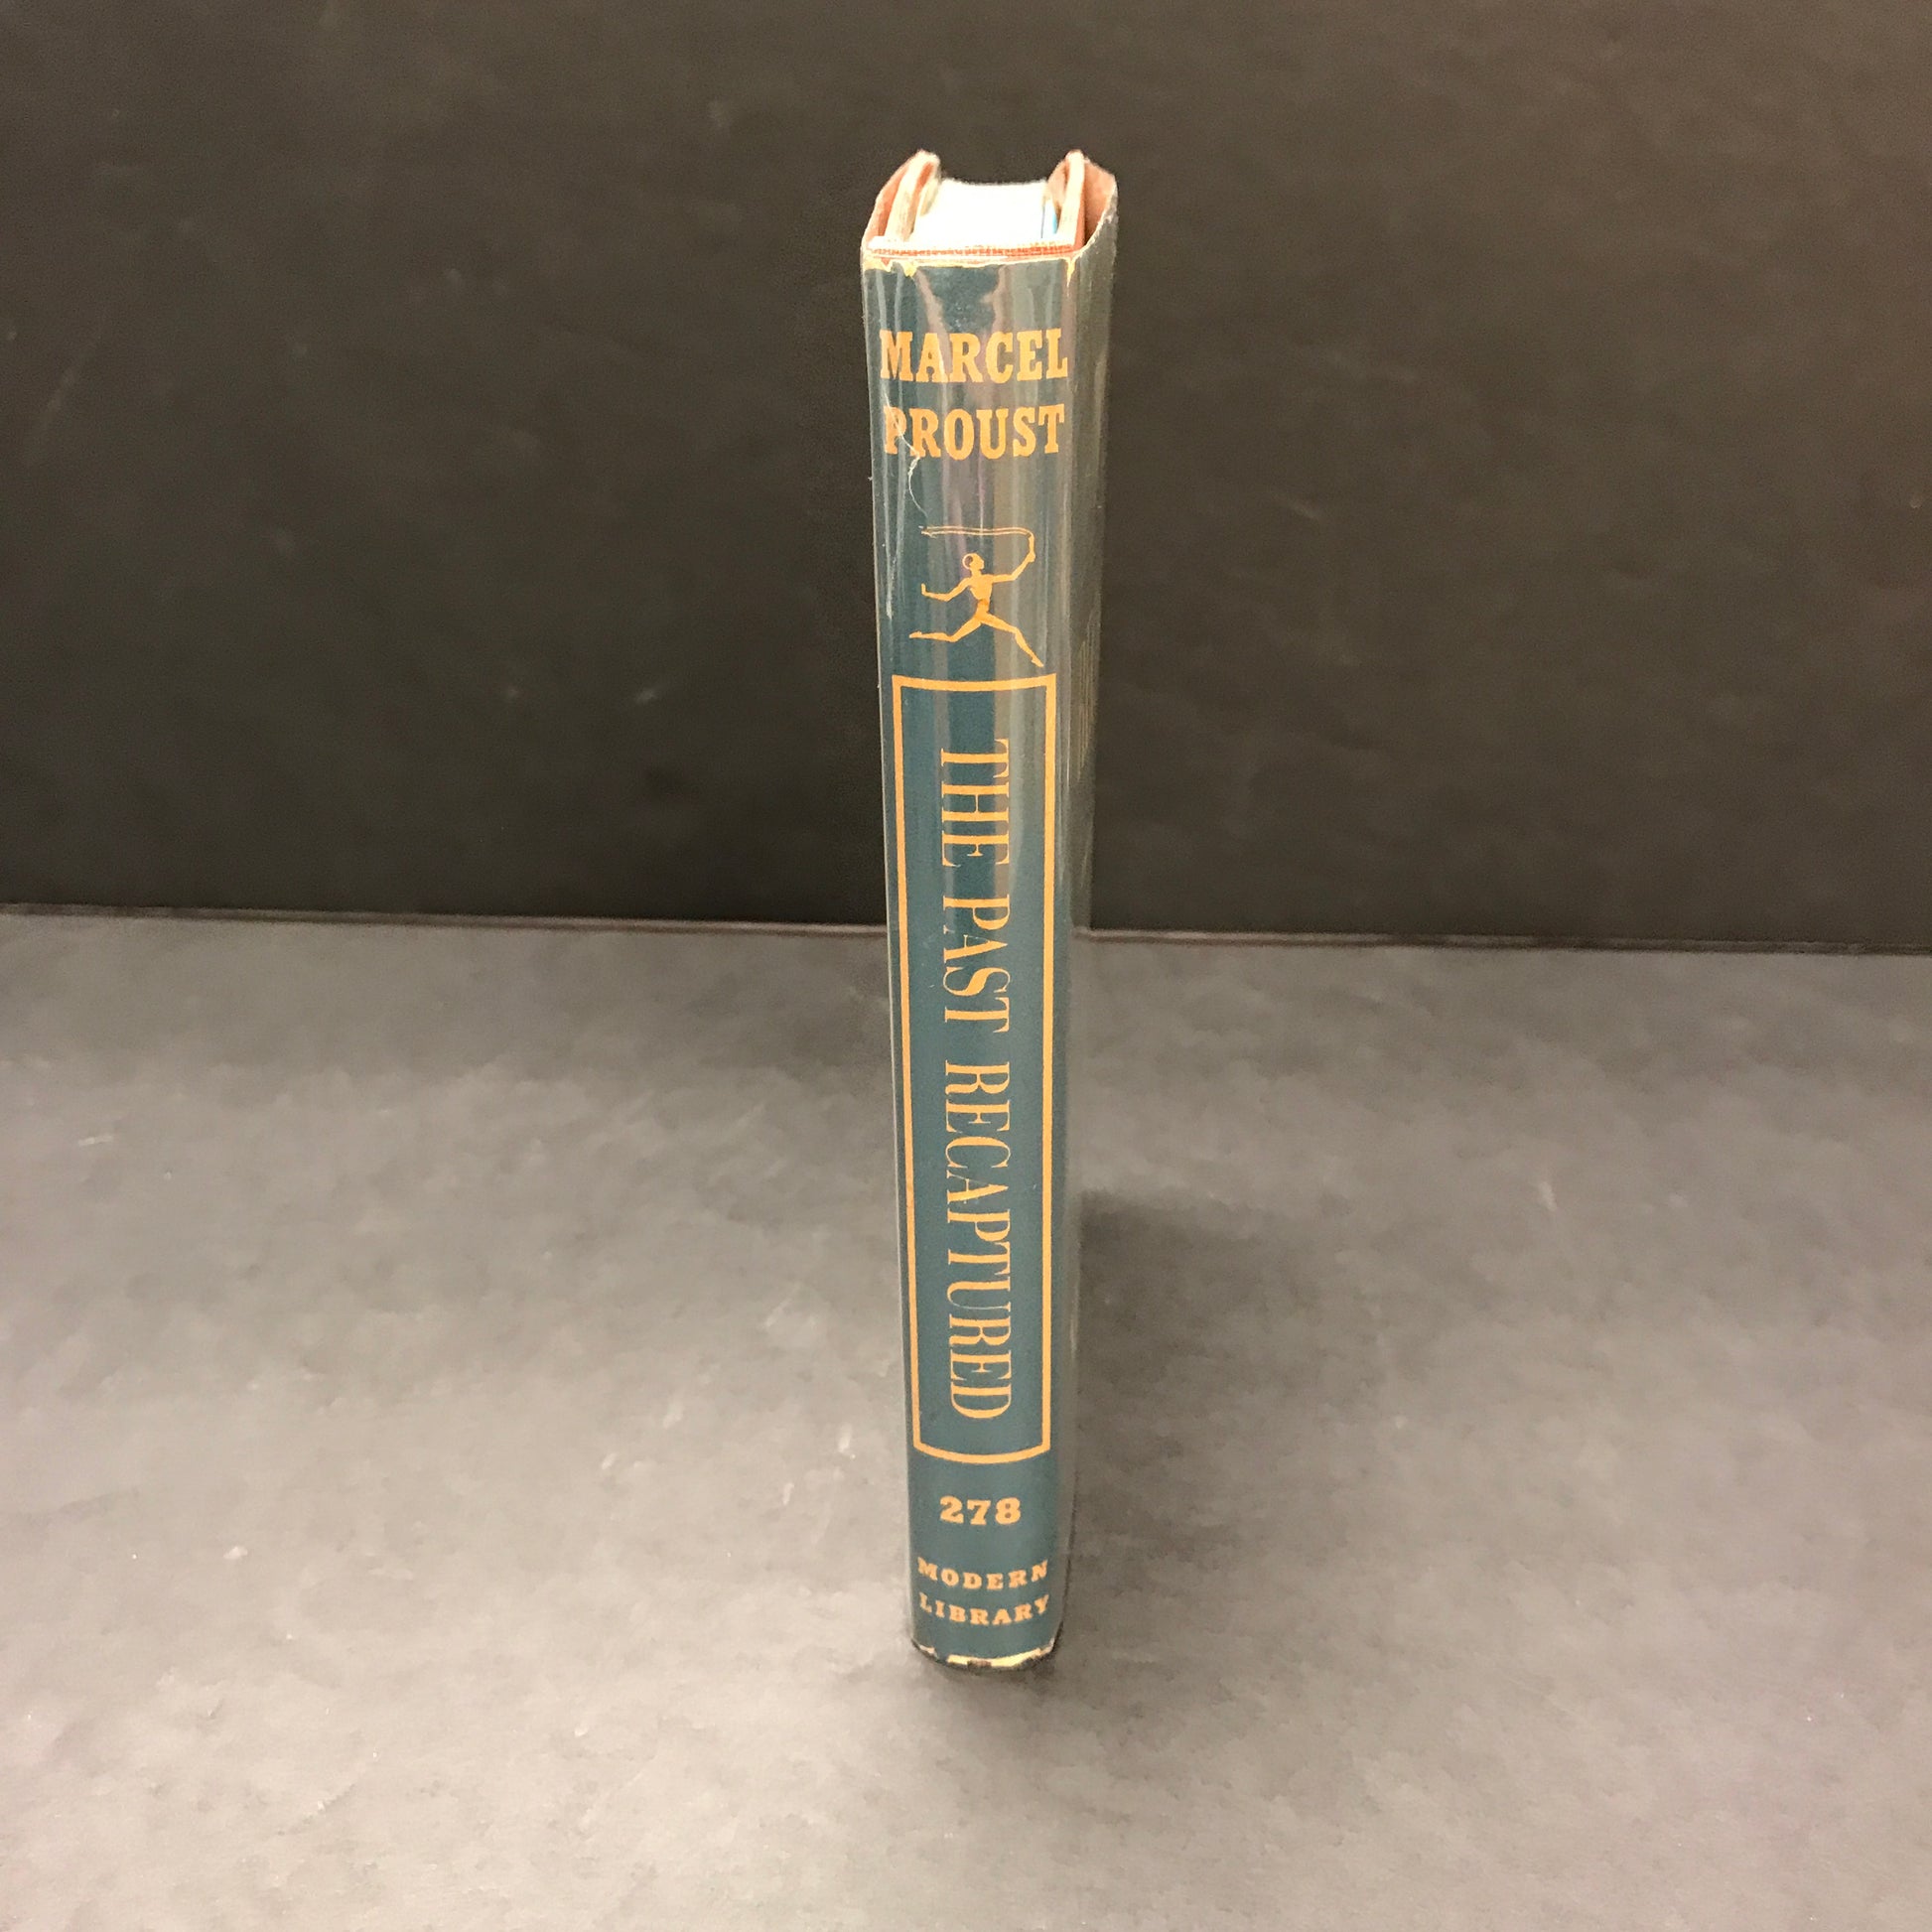 MARCEL
PROUST
THE PAST RECAPTURED
278
MODERN
LIBRARY